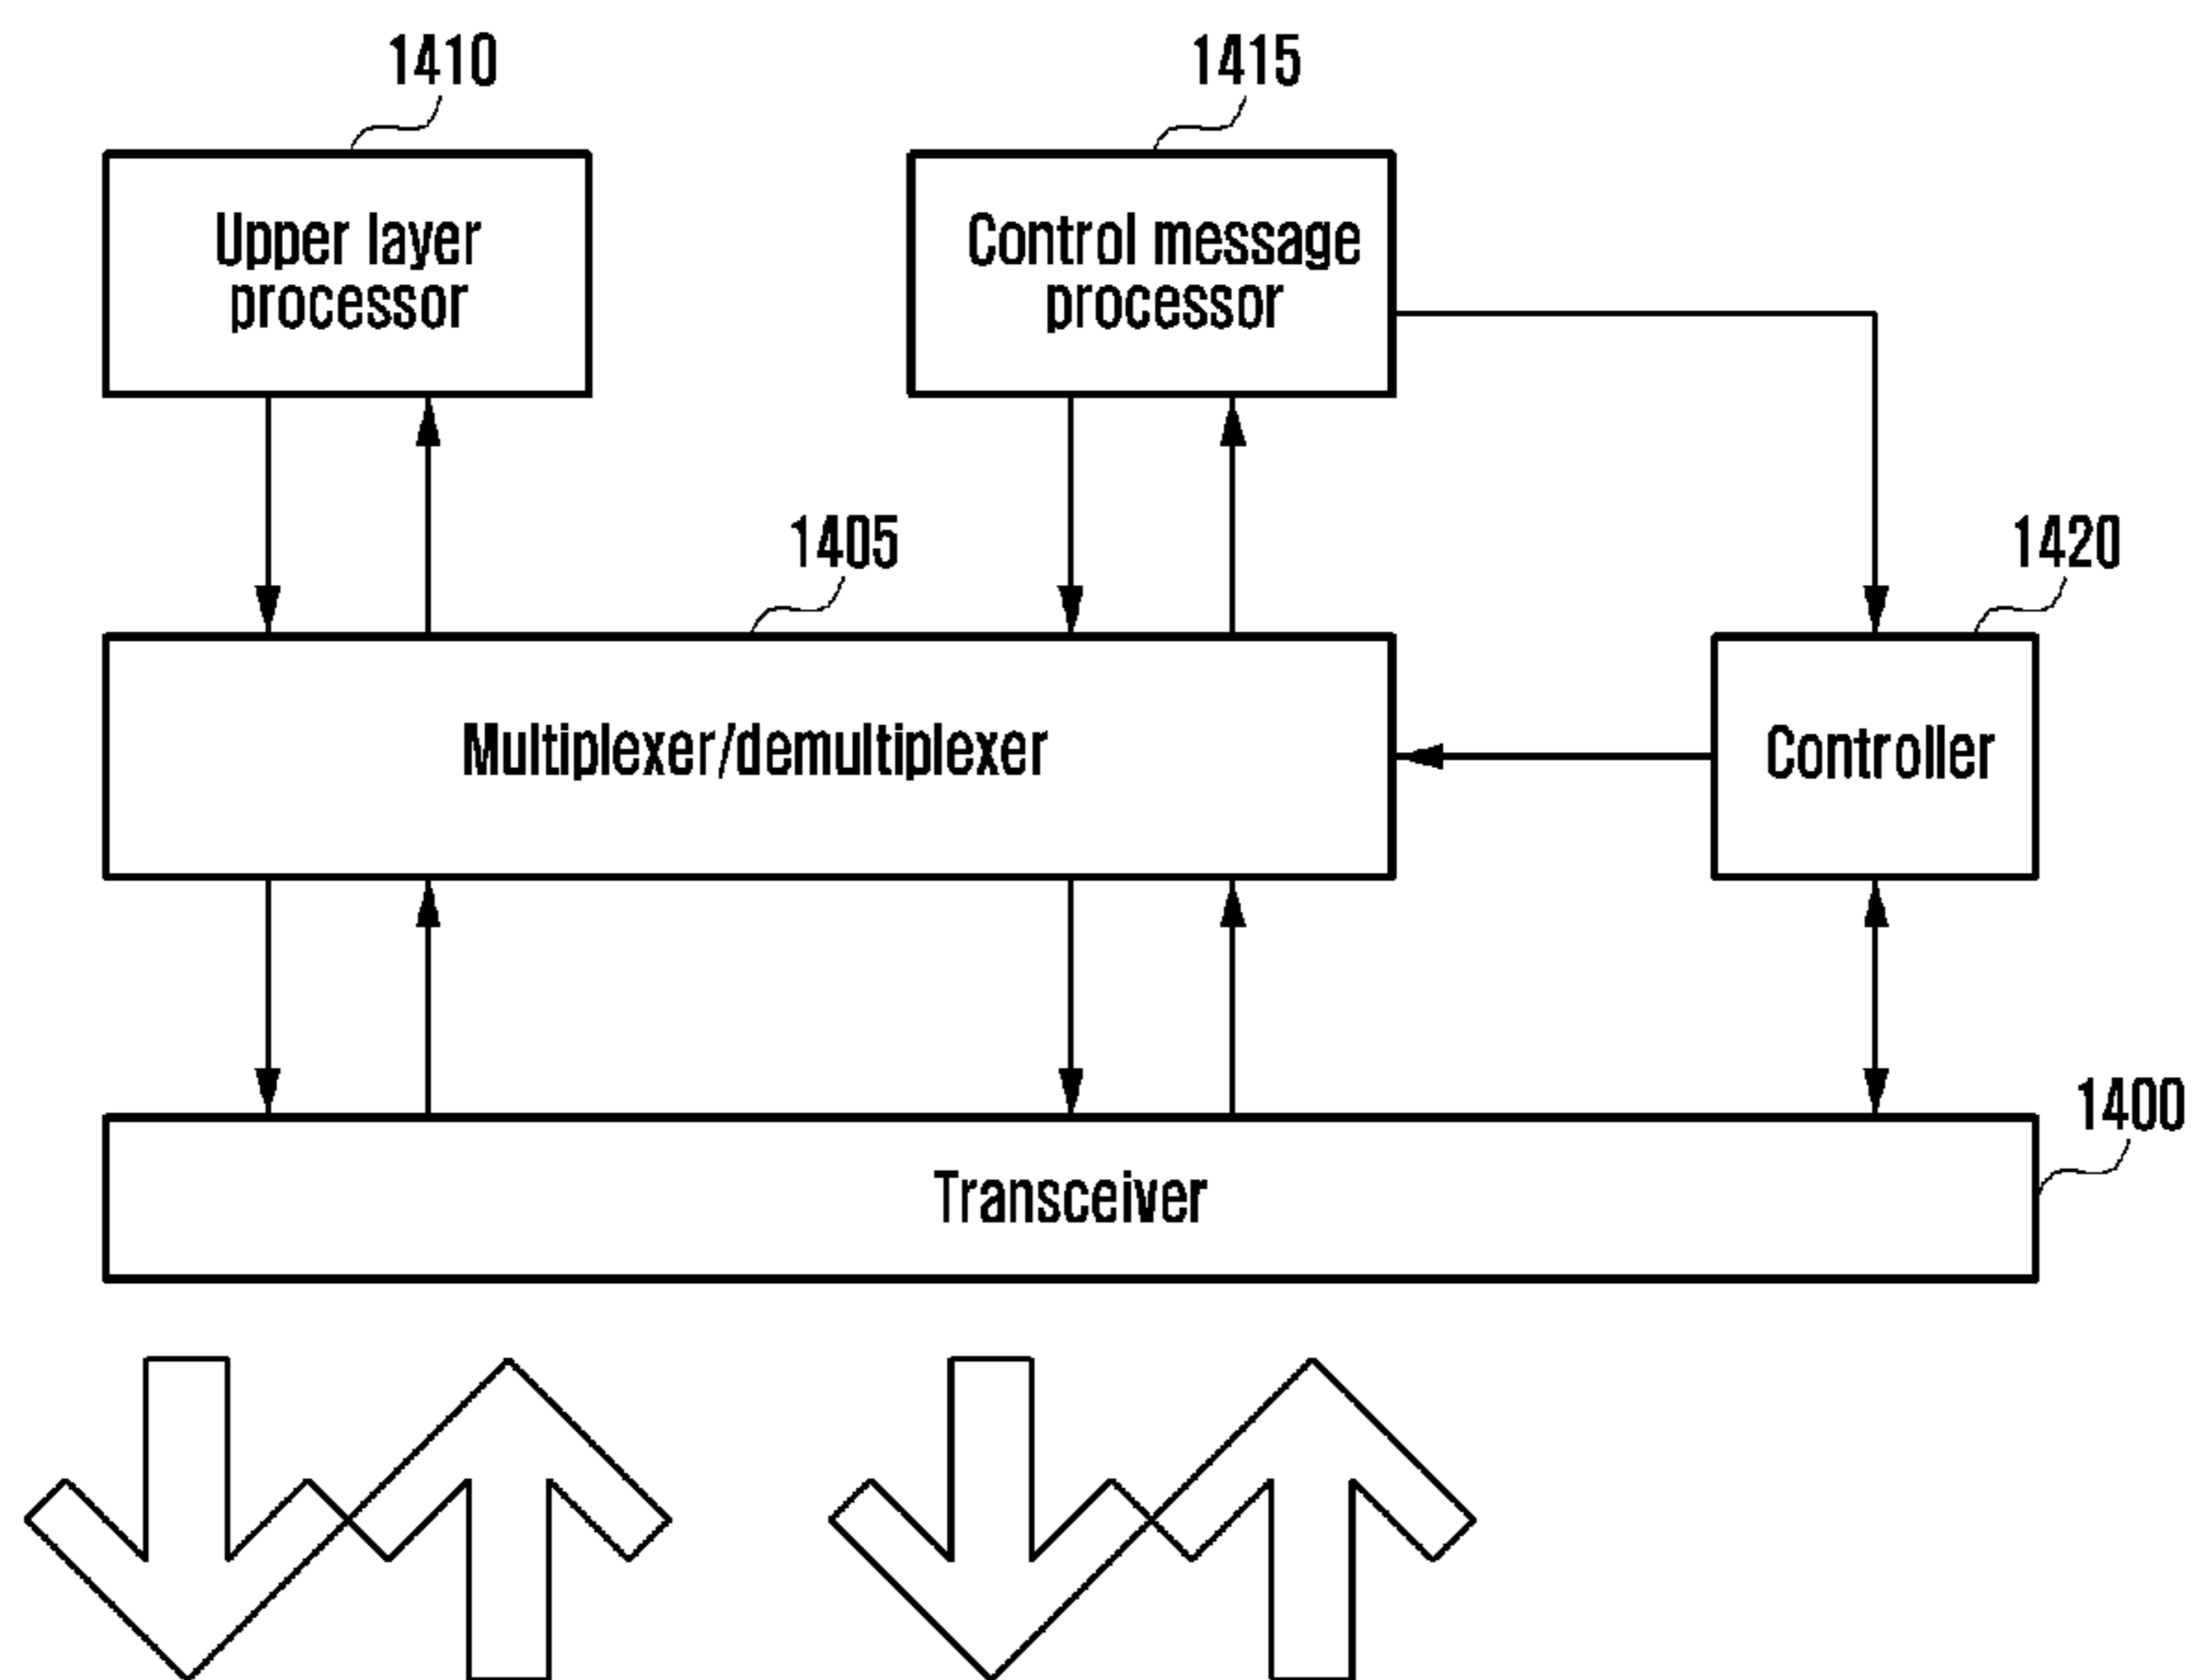 1410
1415
Upper layer
processor
Control message
processor
1405
1420
Multiplexer/demultiplexer
Controller
1400
Transceiver